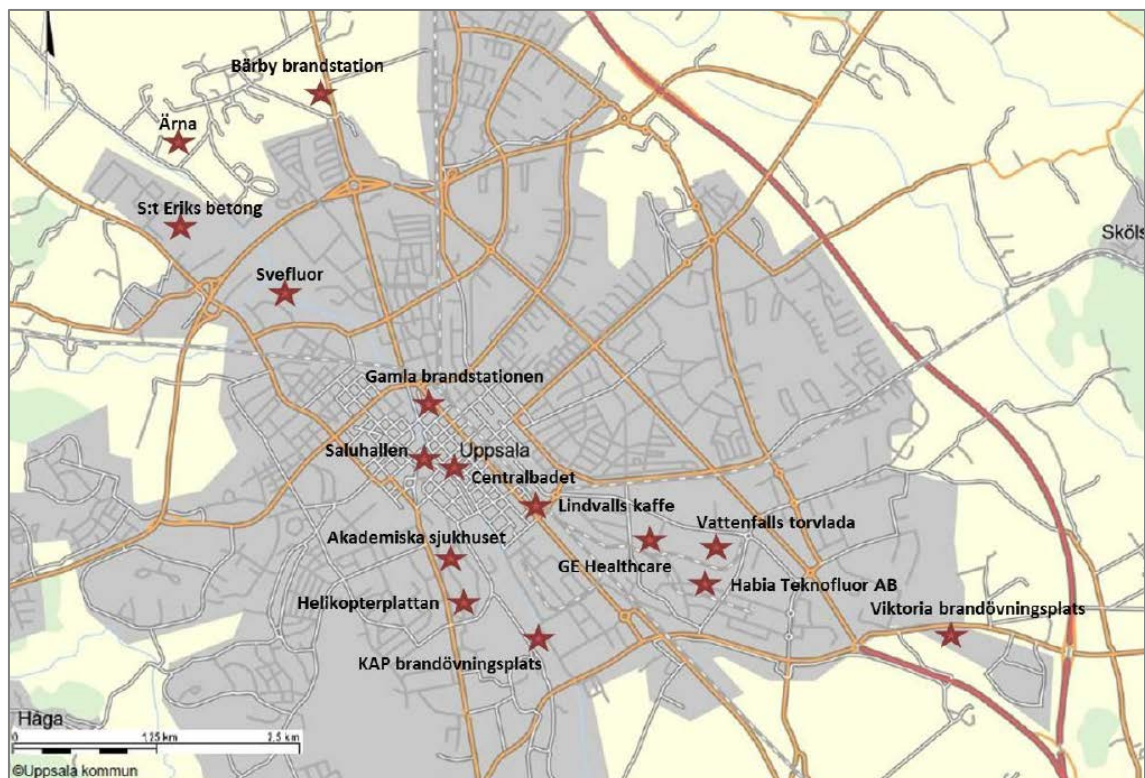 Bärby brandstation
Ärna
S:t Eriks betong
Sköls
Svefluor
Gamla brandstationen
Saluhallen
Uppsala
Centralbadet
Lindvalls kaffe
Vattenfalls torvlada
Akademiska sjukhuset
GE Healthcare
Habia Teknofluor AB
Helikopterplattan
Viktoria brandövningsplats
KAP brandövningsplats
Håga
0 1.25 km 2.5 km
©Uppsala kommun